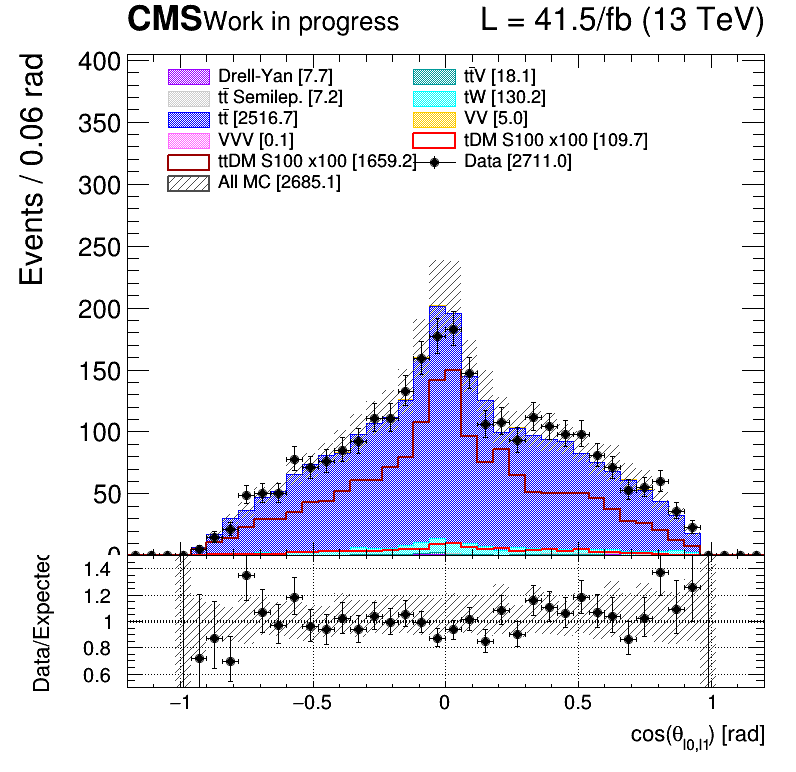 CMS Work in progress L = 41.5/fb (13 TeV)
Events / 0.06 rad
400
350
300
250
200
150
100
50
0
Drell-Yan [7.7]
tt̄ Semilep. [7.2]
tt̄ [2516.7]
VVV [0.1]
ttDM S100 x100 [1659.2]
All MC [2685.1]
tt̄V [18.1]
tW [130.2]
VV [5.0]
tDM S100 x100 [109.7]
Data [2711.0]
Data/Expected
1.4
1.2
1
0.8
0.6
−1 −0.5 0 0.5 1
cos(θl0,l1) [rad]